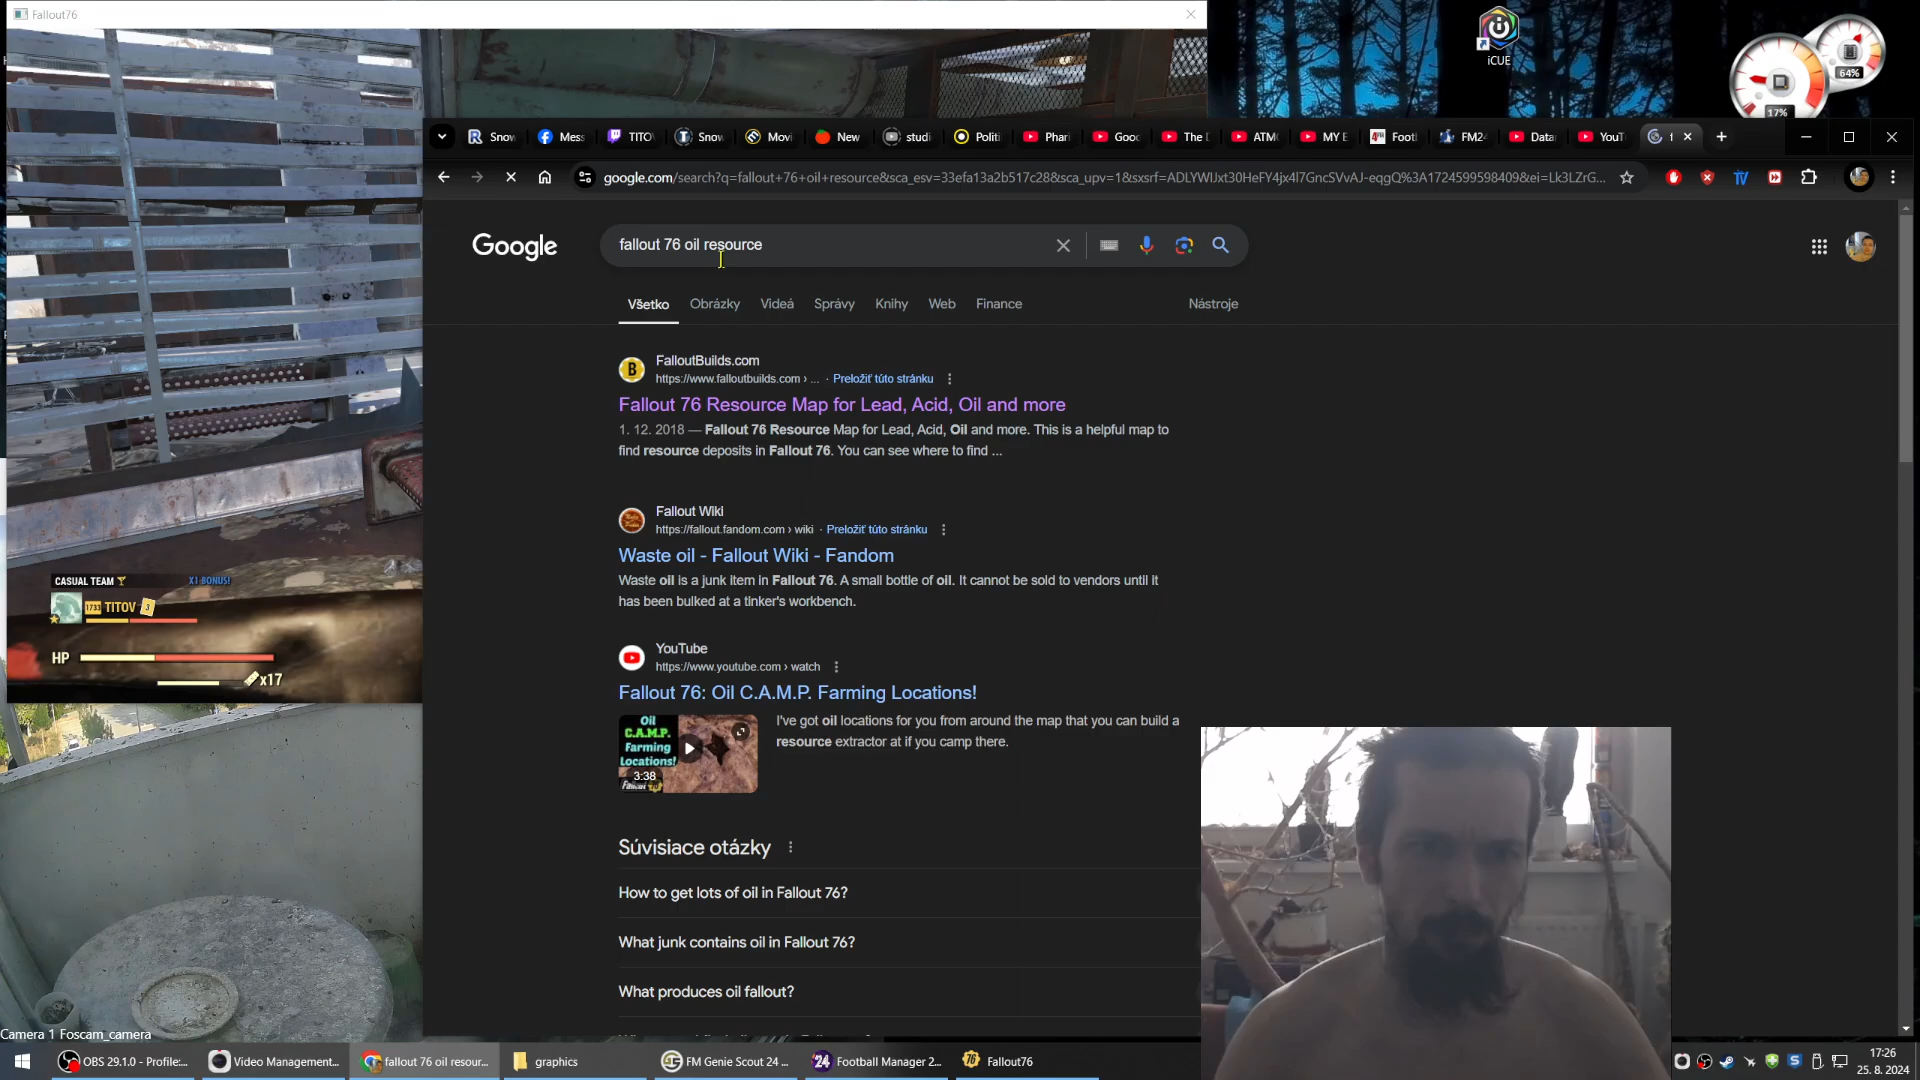 Fallout76
iCUE
64%
17%
Snow
Mess
TITO
Snow
Movi
New
studi
Politi
Phari
Gooc
The D
ATM
MY E
Footl
FM24
Datar
YouT
google.com/search?q=fallout+76+oil+resource&sca_esv=33efa13a2b517c28&sca_upv=1&sxsrf=ADLYWIJxt30HeFY4jx4l7GncSVvAJ-eqgQ%3A1724599598409&ei=Lk3LZrG...
Google
fallout 76 oil resource
Všetko
Obrázky
Videá
Správy
Knihy
Web
Finance
Nástroje
FalloutBuilds.com
https://www.falloutbuilds.com › ... · Preložiť túto stránku
Fallout 76 Resource Map for Lead, Acid, Oil and more
1. 12. 2018 — Fallout 76 Resource Map for Lead, Acid, Oil and more. This is a helpful map to
find resource deposits in Fallout 76. You can see where to find ...
Fallout Wiki
https://fallout.fandom.com › wiki · Preložiť túto stránku
Waste oil - Fallout Wiki - Fandom
Waste oil is a junk item in Fallout 76. A small bottle of oil. It cannot be sold to vendors until it
has been bulked at a tinker's workbench.
CASUAL TEAM
X1 BONUS!
1733 TITOV 3
HP
x17
YouTube
https://www.youtube.com › watch
Fallout 76: Oil C.A.M.P. Farming Locations!
I've got oil locations for you from around the map that you can build a
resource extractor at if you camp there.
Oil
C.A.M.P.
Farming
Locations!
3:38
Súvisiace otázky
How to get lots of oil in Fallout 76?
What junk contains oil in Fallout 76?
What produces oil fallout?
Camera 1 Foscam_camera
OBS 29.1.0 - Profile:...
Video Management...
fallout 76 oil resour...
graphics
FM Genie Scout 24 ...
24
Football Manager 2...
76
Fallout76
17:26
25. 8. 2024